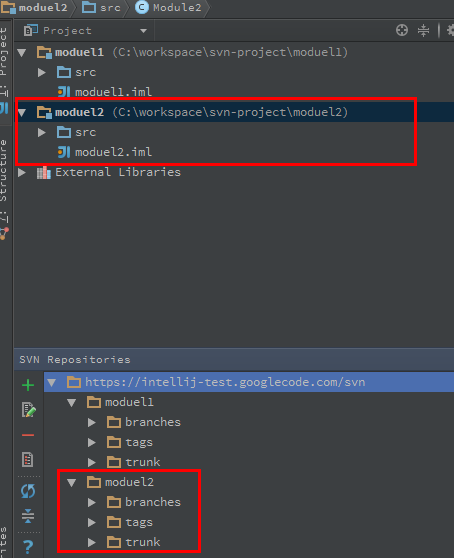 moduel2 src C Module2
1: Project
Project
moduel1 (C:\workspace\svn-project\moduel1)
src
moduel1.iml
moduel2 (C:\workspace\svn-project\moduel2)
src
moduel2.iml
External Libraries
7: Structure
SVN Repositories
https://intellij-test.googlecode.com/svn
moduel1
branches
tags
trunk
moduel2
branches
tags
trunk